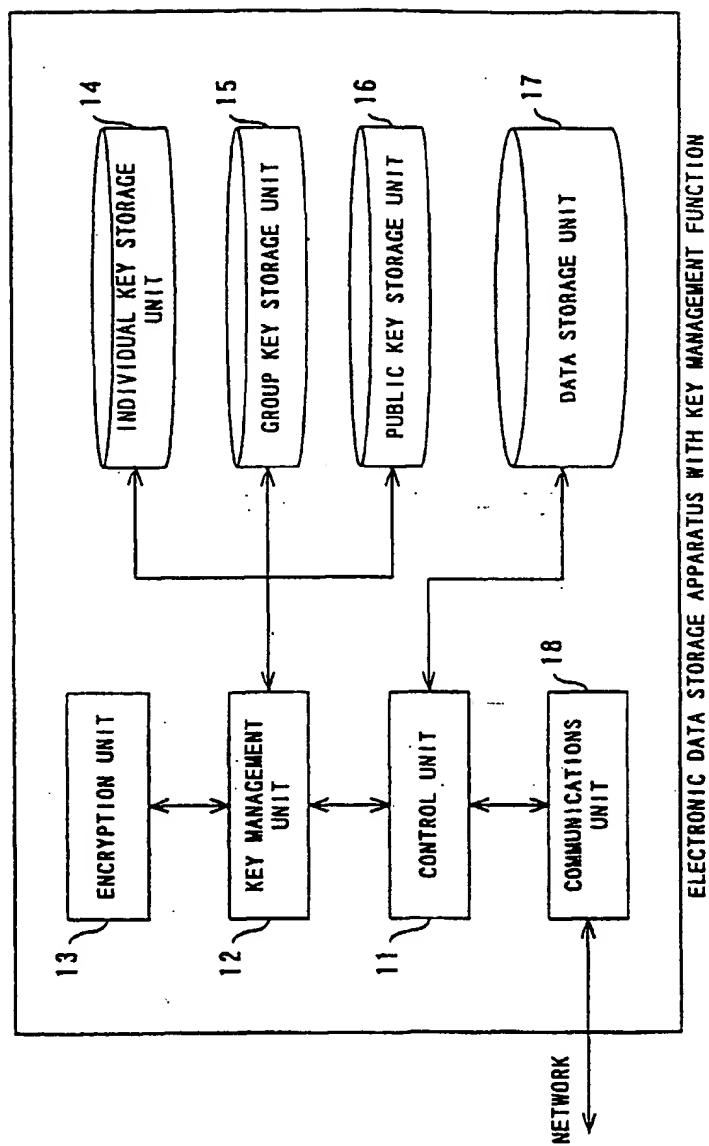 13
ENCRYPTION UNIT
12
KEY MANAGEMENT
UNIT
11
CONTROL UNIT
18
COMMUNICATIONS
UNIT
NETWORK
14
INDIVIDUAL KEY STORAGE
UNIT
15
GROUP KEY STORAGE UNIT
16
PUBLIC KEY STORAGE UNIT
17
DATA STORAGE UNIT
ELECTRONIC DATA STORAGE APPARATUS WITH KEY MANAGEMENT FUNCTION